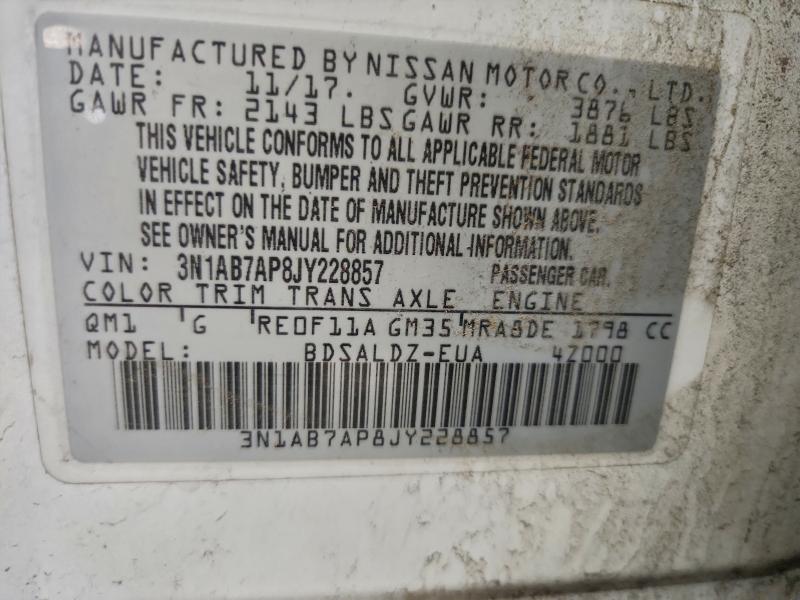 MANUFACTURED BY NISSAN MOTOR CO., LTD.
DATE: 11/17. GVWR: 3876 LBS
GAWR FR: 2143 LBS GAWR RR: 1881 LBS
THIS VEHICLE CONFORMS TO ALL APPLICABLE FEDERAL MOTOR
VEHICLE SAFETY, BUMPER AND THEFT PREVENTION STANDARDS
IN EFFECT ON THE DATE OF MANUFACTURE SHOWN ABOVE.
SEE OWNER'S MANUAL FOR ADDITIONAL-INFORMATION.
VIN: 3N1AB7AP8JY228857 PASSENGER CAR
COLOR TRIM TRANS AXLE ENGINE
QM1 G RE0F11A GM35 MRA8DE 1798 CC
MODEL: BDSALDZ-EUA 4Z000
3N1AB7AP8JY228857